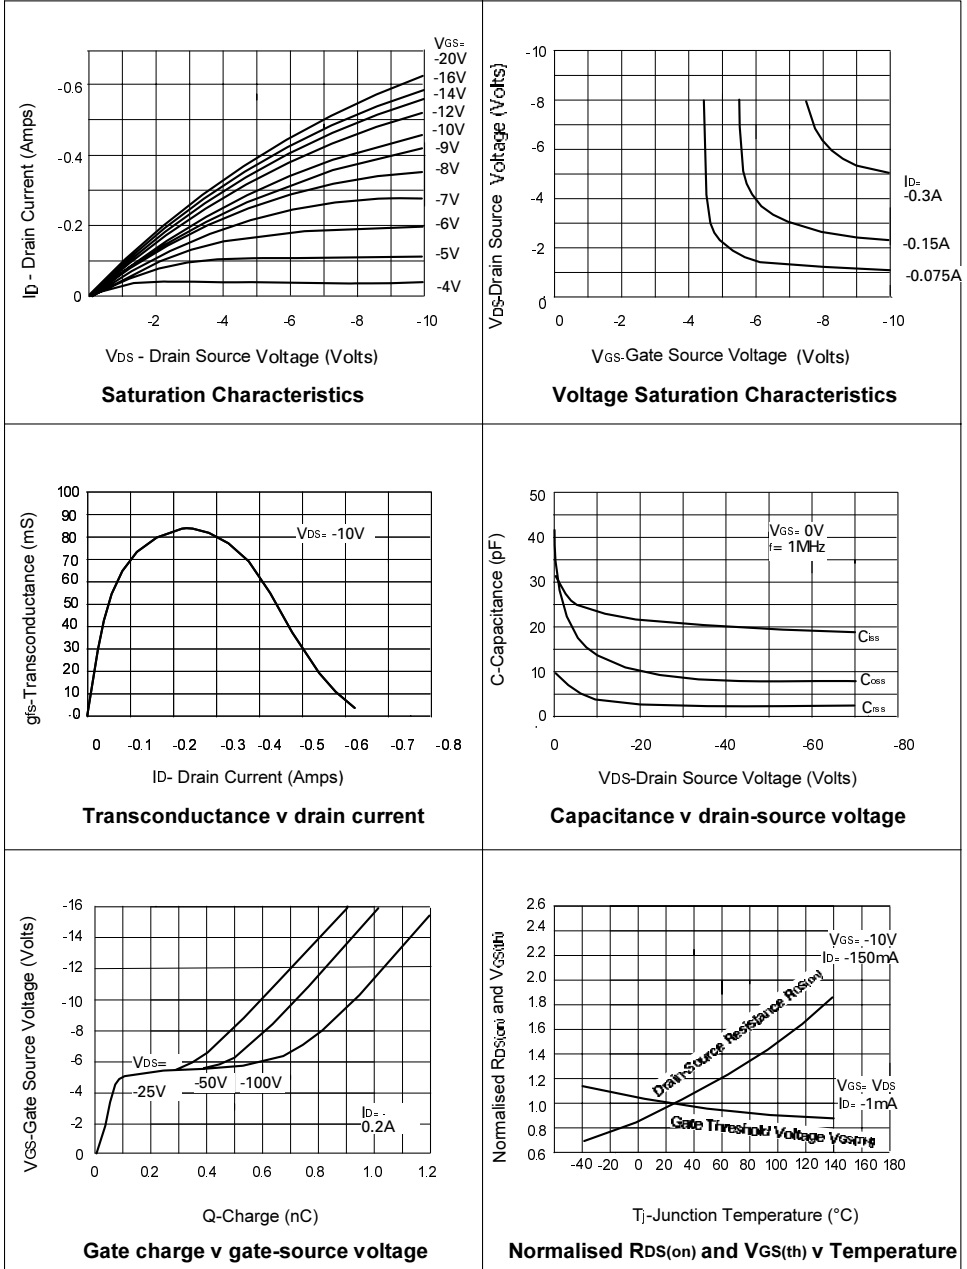 VGS=
-20V
-16V
-14V
-12V
-10V
-9V
-8V
-7V
-6V
-5V
-4V
-0.6
-0.4
-0.2
0
-2
-4
-6
-8
-10
ID - Drain Current (Amps)
VDS - Drain Source Voltage (Volts)
Saturation Characteristics
-10
-8
-6
-4
-2
0
0
-2
-4
-6
-8
-10
ID=
-0.3A
-0.15A
-0.075A
VDS-Drain Source Voltage (Volts)
VGS-Gate Source Voltage (Volts)
Voltage Saturation Characteristics
100
90
80
70
60
50
40
30
20
10
-0
0
-0.1
-0.2
-0.3
-0.4
-0.5
-0.6
-0.7
-0.8
VDS= -10V
gfs-Transconductance (mS)
ID- Drain Current (Amps)
Transconductance v drain current
50
40
30
20
10
0
0
-20
-40
-60
-80
VGS= 0V
f= 1MHz
Ciss
Coss
Crss
C-Capacitance (pF)
VDS-Drain Source Voltage (Volts)
Capacitance v drain-source voltage
-16
-14
-12
-10
-8
-6
-4
-2
0
0
0.2
0.4
0.6
0.8
1.0
1.2
VDS=
-25V
-50V
-100V
ID= -
0.2A
VGS-Gate Source Voltage (Volts)
Q-Charge (nC)
Gate charge v gate-source voltage
2.6
2.4
2.2
2.0
1.8
1.6
1.4
1.2
1.0
0.8
0.6
-40
-20
0
20
40
60
80
100
120
140
160
180
VGS= -10V
ID= -150mA
Drain-Source Resistance RDS(on)
VGS= VDS
ID= -1mA
Gate Threshold Voltage VGS(TH)
Normalised RDS(on) and VGS(th)
Tj-Junction Temperature (°C)
Normalised RDS(on) and VGS(th) v Temperature